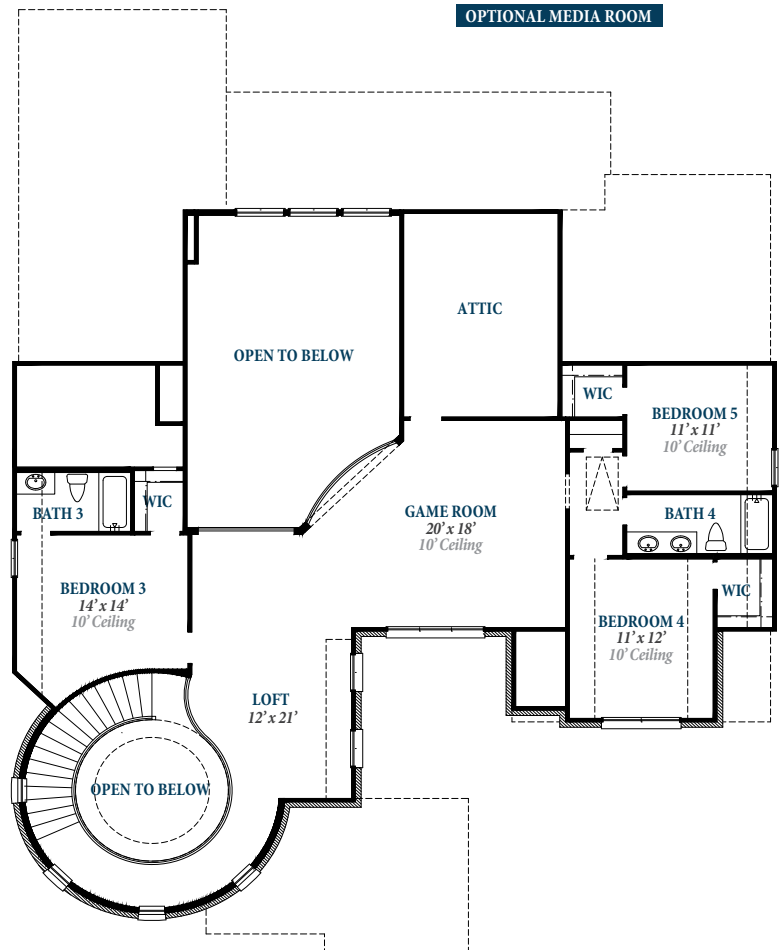 OPTIONAL MEDIA ROOM
ATTIC
OPEN TO BELOW
WIC
BEDROOM 5
11’ x 11’
10’ Ceiling
WIC
BATH 3
GAME ROOM
20’ x 18’
10’ Ceiling
BATH 4
BEDROOM 3
14’ x 14’
10’ Ceiling
WIC
BEDROOM 4
11’ x 12’
10’ Ceiling
LOFT
12’ x 21’
OPEN TO BELOW